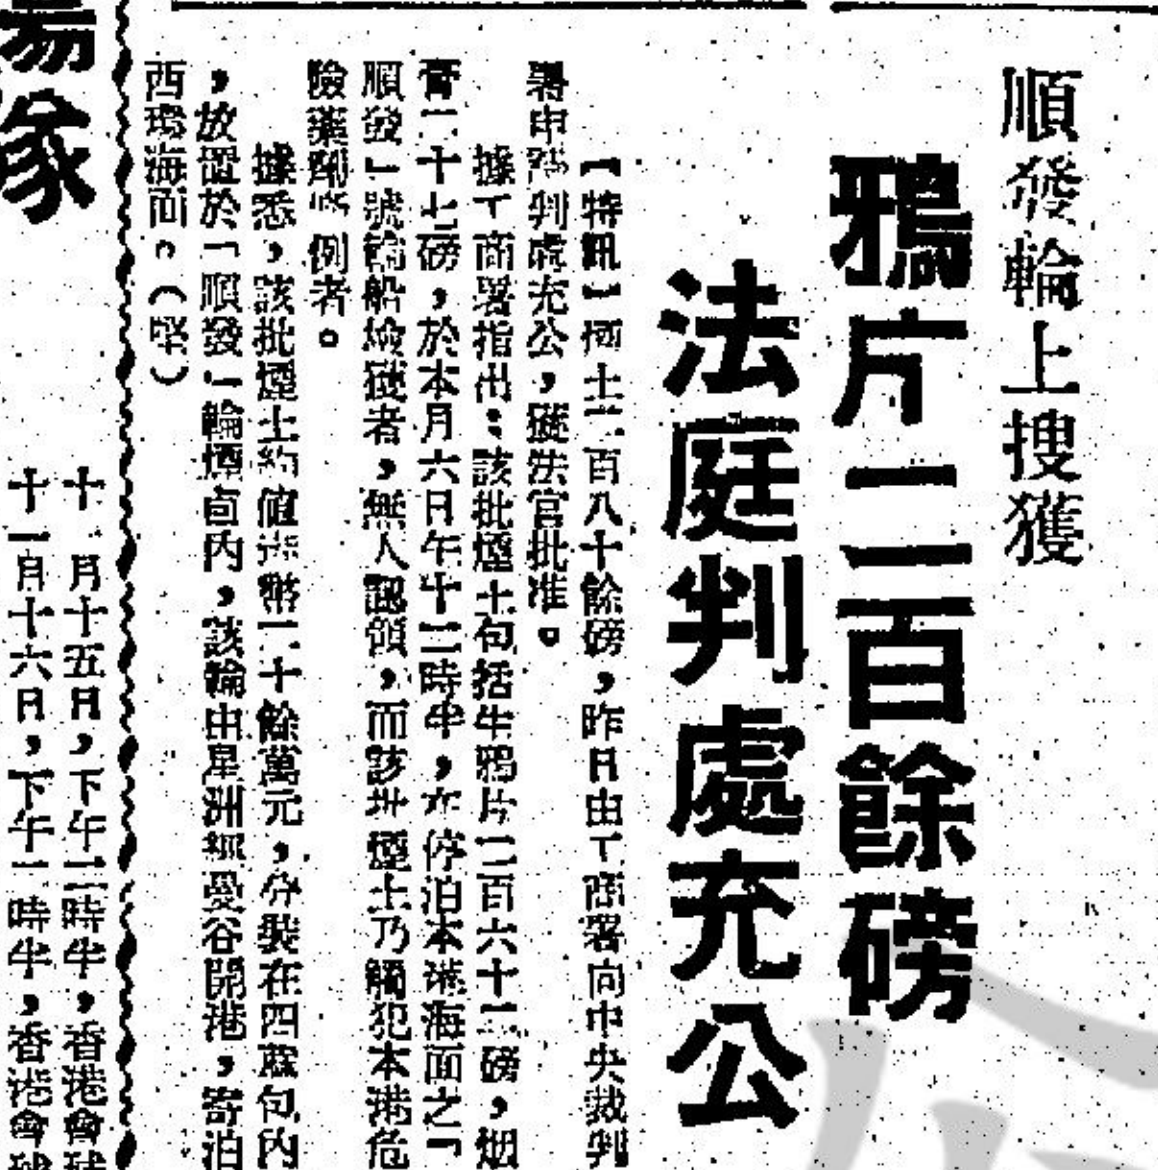 順發輪上搜獲
鴉片二百餘磅
法庭判處充公
【特訊】烟土二百八十餘磅,昨日由工商署向中央裁判
署申請判處充公,獲法官批准。
據工商署指出:該批煙土包括生鴉片二百六十二磅,烟
膏二十七磅,於本月六日午十二時半,在停泊本港海面之「
順發」號輪船檢獲者,無人認領,而該批煙土乃觸犯本港危
險藥劑條例者。
據悉,該批煙土約值港幣二十餘萬元,分裝在四蔴包內
,放置於「順發」輪煙囱內,該輪由星洲經曼谷開港,寄泊
西環海面。(堅)
十一月十五日,下午二時半,香港會球
十一月十六日,下午二時半,香港會球